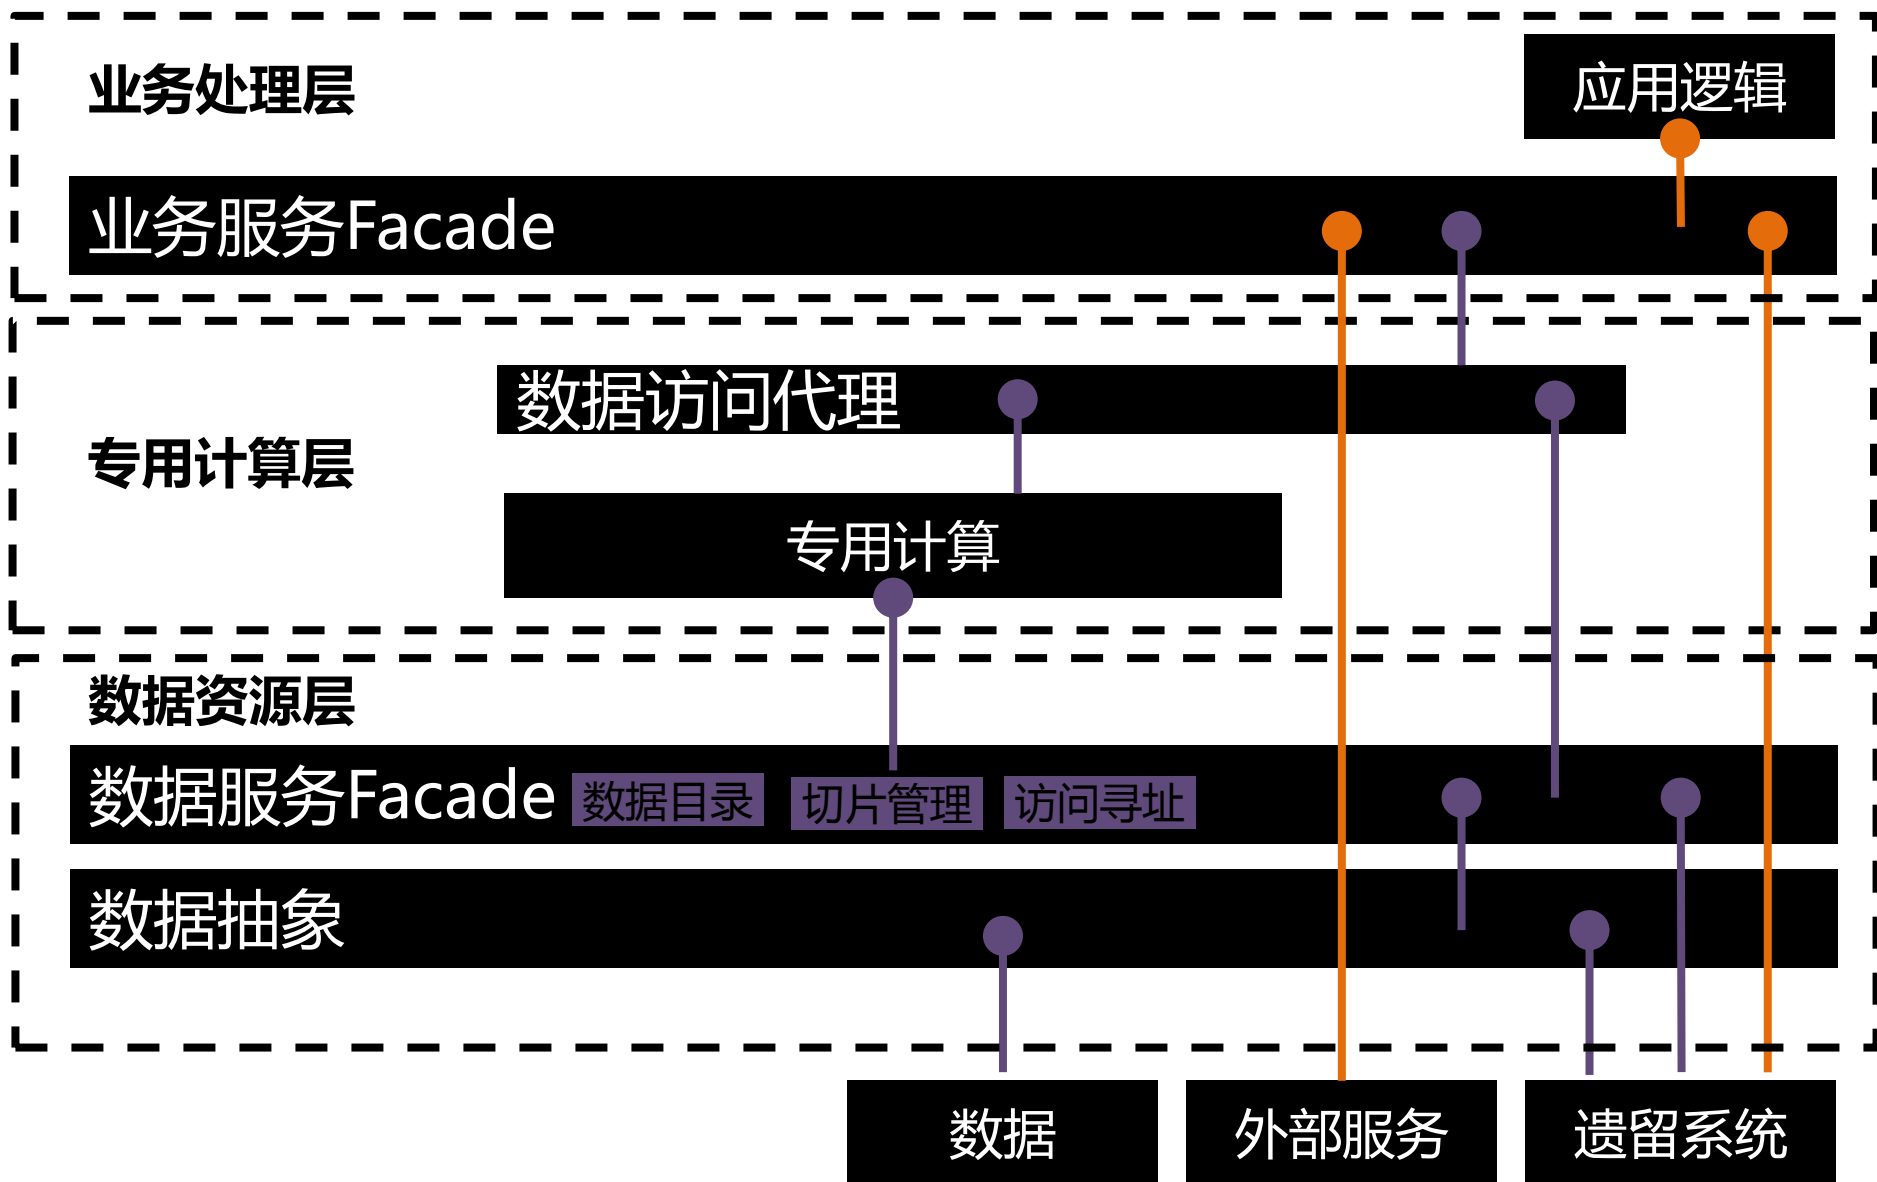 业务处理层
应用逻辑
业务服务Facade
数据访问代理
专用计算层
专用计算
数据资源层
数据服务Facade
数据目录
切片管理
访问寻址
数据抽象
数据
外部服务
遗留系统